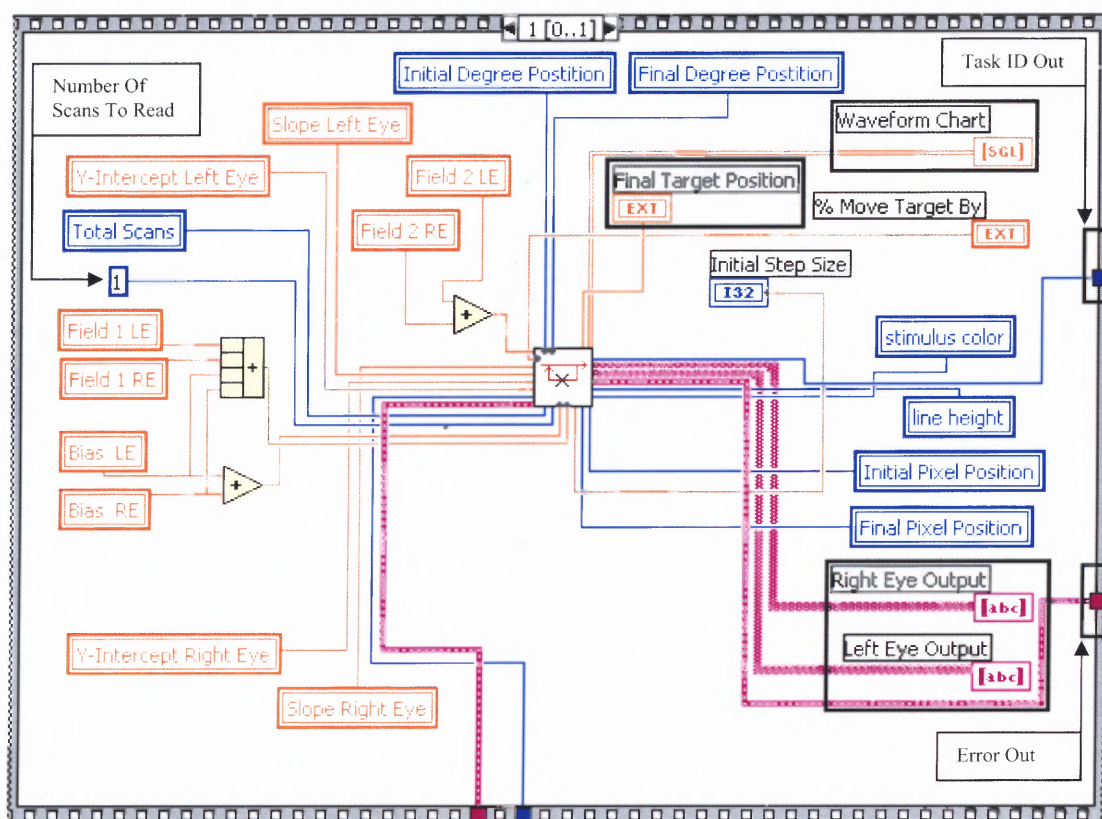 1 [0..1]
Number Of
Scans To Read
Initial Degree Postition
Final Degree Postition
Task ID Out
Slope Left Eye
Waveform Chart
[SGL]
Y-Intercept Left Eye
Field 2 LE
Final Target Position
EXT
% Move Target By
EXT
Total Scans
Field 2 RE
Initial Step Size
I32
1
+
Field 1 LE
stimulus color
Field 1 RE
+
line height
Bias LE
Initial Pixel Position
+
Bias RE
Final Pixel Position
Right Eye Output
[abc]
Y-Intercept Right Eye
Left Eye Output
[abc]
Slope Right Eye
Error Out